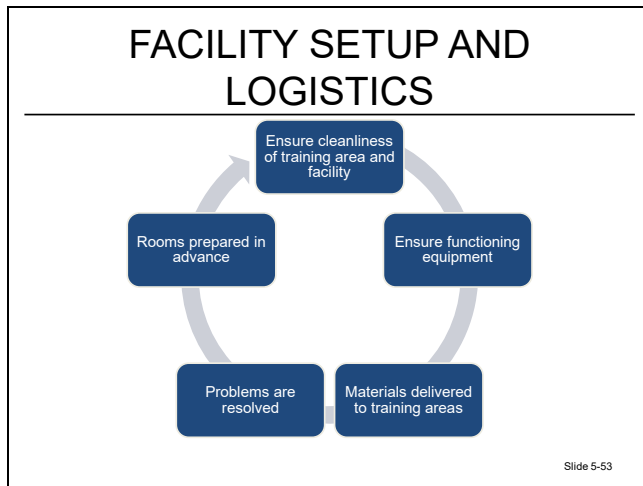 FACILITY SETUP AND
LOGISTICS
Ensure cleanliness
of training area and
facility
Ensure functioning
equipment
Materials delivered
to training areas
Problems are
resolved
Rooms prepared in
advance
Slide 5-53